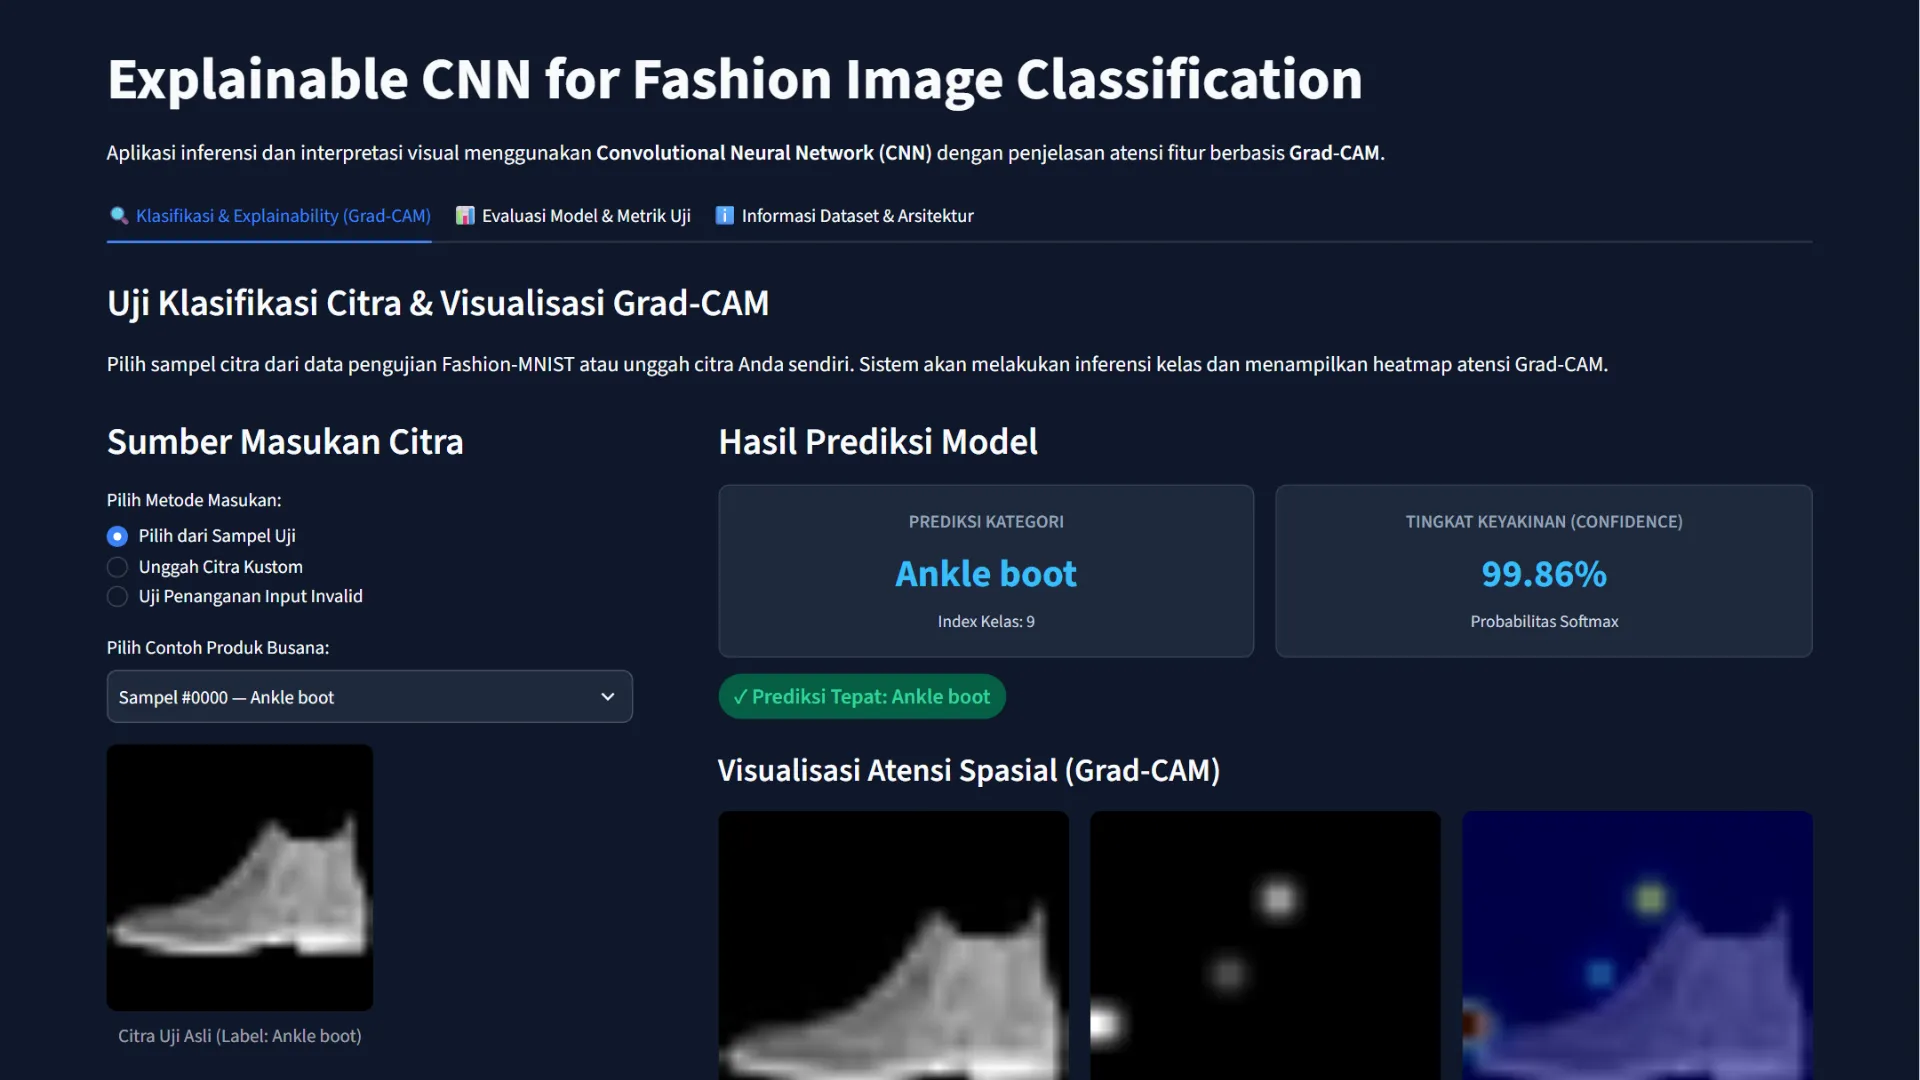 Explainable CNN for Fashion Image Classification
Aplikasi inferensi dan interpretasi visual menggunakan Convolutional Neural Network (CNN) dengan penjelasan atensi fitur berbasis Grad-CAM.
Klasifikasi & Explainability (Grad-CAM)
Evaluasi Model & Metrik Uji
Informasi Dataset & Arsitektur
Uji Klasifikasi Citra & Visualisasi Grad-CAM
Pilih sampel citra dari data pengujian Fashion-MNIST atau unggah citra Anda sendiri. Sistem akan melakukan inferensi kelas dan menampilkan heatmap atensi Grad-CAM.
Sumber Masukan Citra
Pilih Metode Masukan:
Pilih dari Sampel Uji
Unggah Citra Kustom
Uji Penanganan Input Invalid
Pilih Contoh Produk Busana:
Sampel #0000 — Ankle boot
Citra Uji Asli (Label: Ankle boot)
Hasil Prediksi Model
PREDIKSI KATEGORI
Ankle boot
Index Kelas: 9
TINGKAT KEYAKINAN (CONFIDENCE)
99.86%
Probabilitas Softmax
✓ Prediksi Tepat: Ankle boot
Visualisasi Atensi Spasial (Grad-CAM)